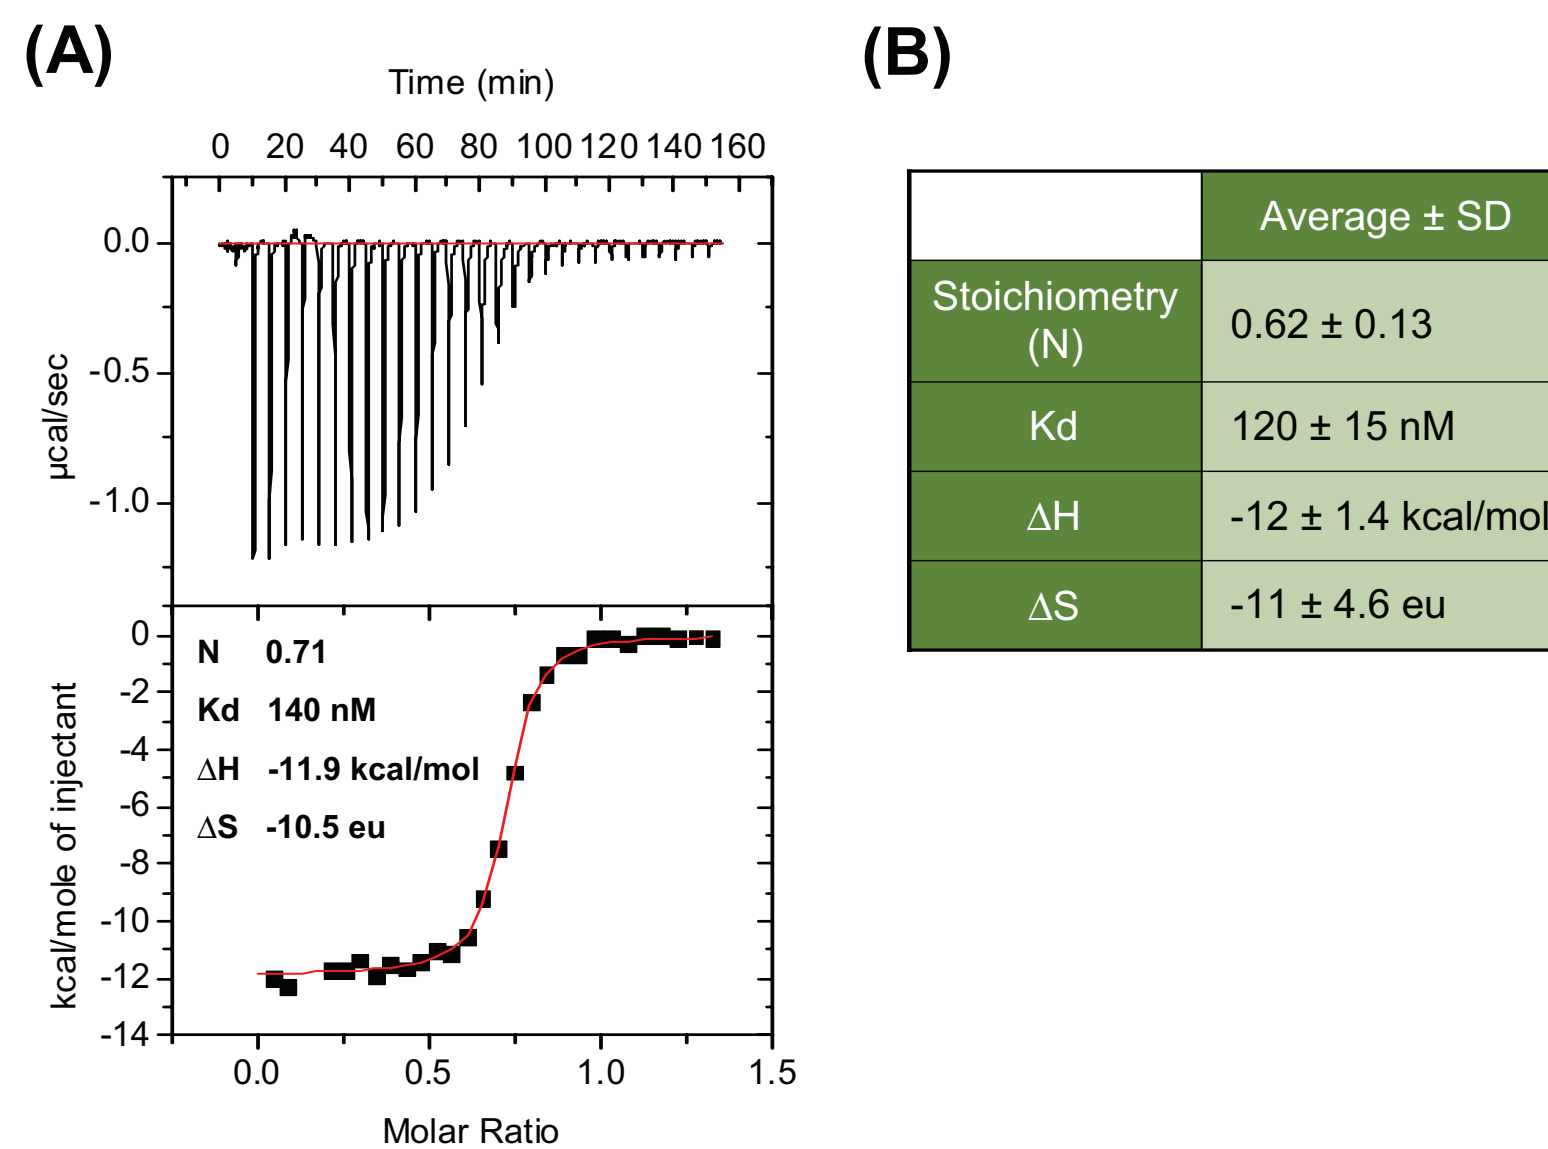 (A)
Time (min)
0 20 40 60 80 100 120 140 160
0.0
-0.5
-1.0
µcal/sec
0
-2
-4
-6
-8
-10
-12
-14
kcal/mole of injectant
N 0.71
Kd 140 nM
ΔH -11.9 kcal/mol
ΔS -10.5 eu
0.0 0.5 1.0 1.5
Molar Ratio
(B)
Average ± SD
Stoichiometry
(N)
0.62 ± 0.13
Kd 120 ± 15 nM
ΔH -12 ± 1.4 kcal/mol
ΔS -11 ± 4.6 eu